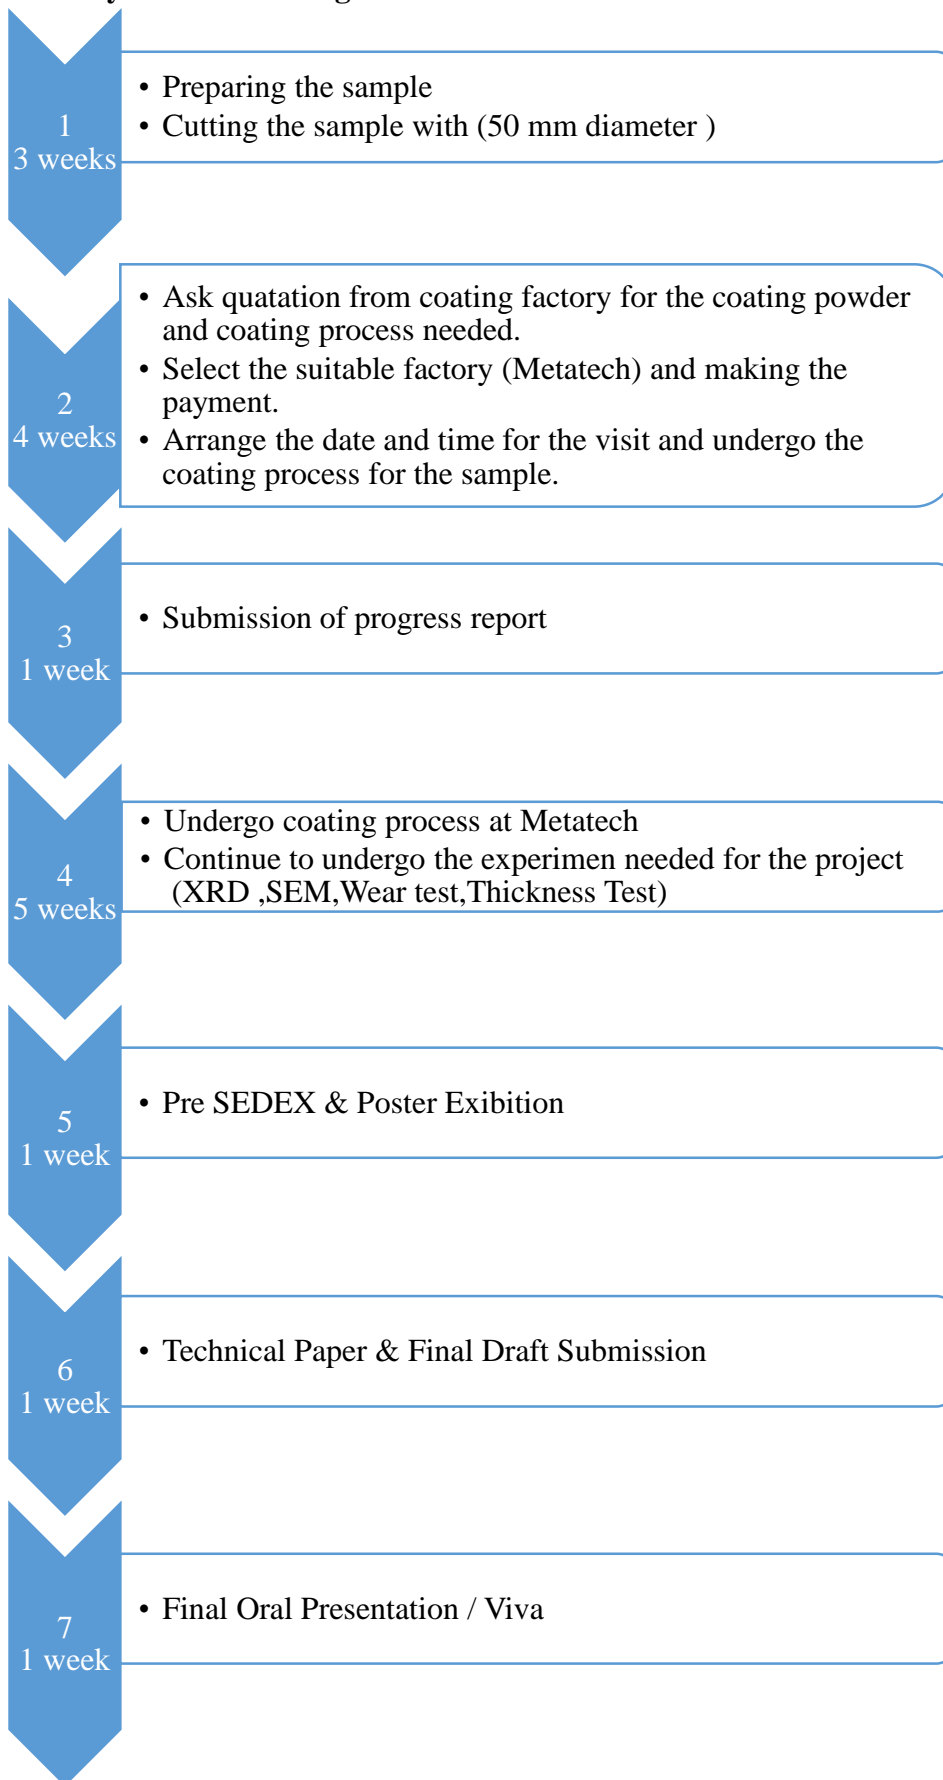 1
3 weeks
• Preparing the sample
• Cutting the sample with (50 mm diameter )
2
4 weeks
• Ask quatation from coating factory for the coating powder
and coating process needed.
• Select the suitable factory (Metatech) and making the
payment.
• Arrange the date and time for the visit and undergo the
coating process for the sample.
3
1 week
• Submission of progress report
4
5 weeks
• Undergo coating process at Metatech
• Continue to undergo the experimen needed for the project
(XRD ,SEM,Wear test,Thickness Test)
5
1 week
• Pre SEDEX & Poster Exibition
6
1 week
• Technical Paper & Final Draft Submission
7
1 week
• Final Oral Presentation / Viva